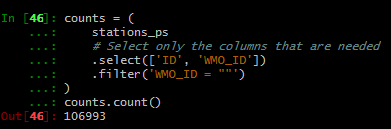 In [46]: counts = (
    ...:     stations_ps
    ...:     # Select only the columns that are needed
    ...:     .select(['ID', 'WMO_ID'])
    ...:     .filter('WMO_ID = ""')
    ...: )
    ...: counts.count()
Out[46]: 106993